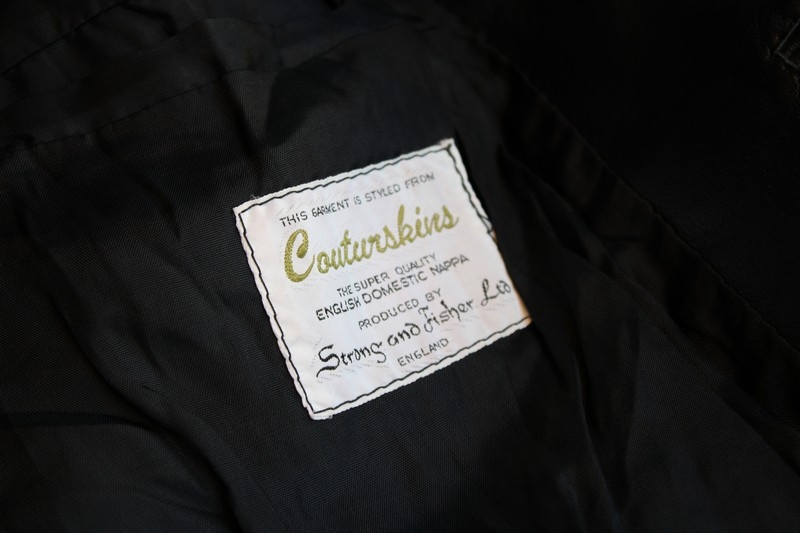 THIS GARMENT IS STYLED FROM
Couturskins
THE SUPER QUALITY
ENGLISH DOMESTIC NAPPA
PRODUCED BY
Strong and Fisher Ltd
ENGLAND